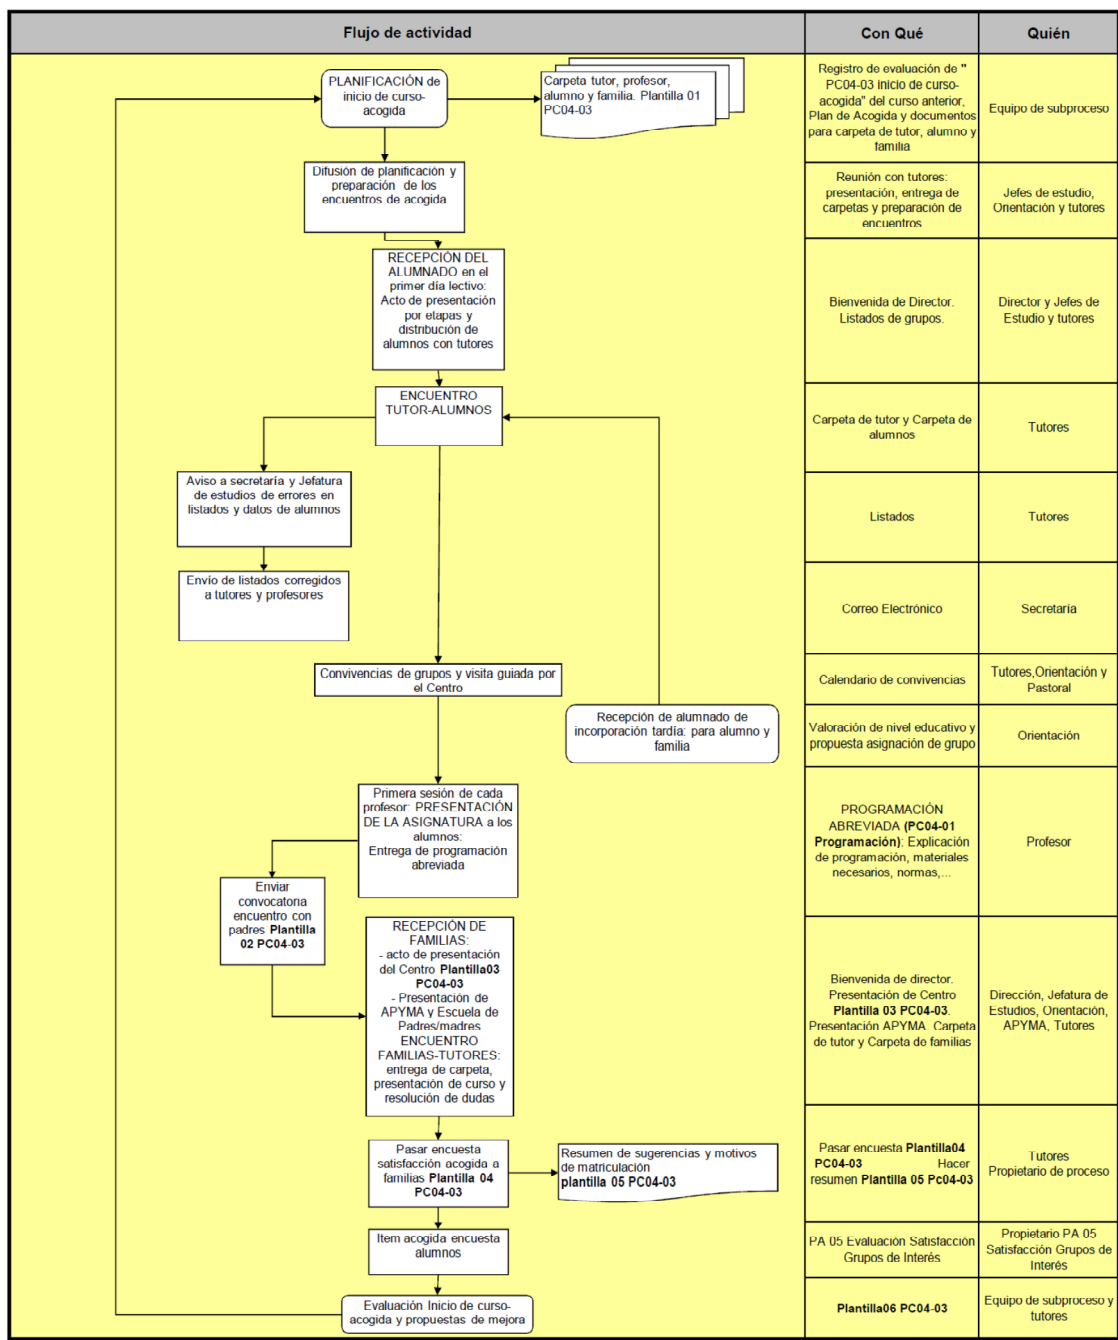 Flujo de actividad
Con Qué
Quién
PLANIFICACIÓN de
inicio de curso-
acogida
Carpeta tutor, profesor,
alumno y familia. Plantilla 01
PC04-03
Registro de evaluación de "
PC04-03 Inicio de curso-
acogida" del curso anterior,
Plan de Acogida y documentos
para carpeta de tutor, alumno y
familia
Equipo de subproceso
Difusión de planificación y
preparación de los
encuentros de acogida
Reunión con tutores:
presentación, entrega de
carpetas y preparación de
encuentros
Jefes de estudio,
Orientación y tutores
RECEPCIÓN DEL
ALUMNADO en el
primer día lectivo:
Acto de presentación
por etapas y
distribución de
alumnos con tutores
Bienvenida de Director.
Listados de grupos.
Director y Jefes de
Estudio y tutores
ENCUENTRO
TUTOR-ALUMNOS
Carpeta de tutor y Carpeta de
alumnos
Tutores
Aviso a secretaría y Jefatura
de estudios de errores en
listados y datos de alumnos
Listados
Tutores
Envío de listados corregidos
a tutores y profesores
Correo Electrónico
Secretaría
Convivencias de grupos y visita guiada por
el Centro
Calendario de convivencias
Tutores,Orientación y
Pastoral
Recepción de alumnado de
incorporación tardía: para alumno y
familia
Valoración de nivel educativo y
propuesta asignación de grupo
Orientación
Primera sesión de cada
profesor: PRESENTACIÓN
DE LA ASIGNATURA a los
alumnos:
Entrega de programación
abreviada
PROGRAMACIÓN
ABREVIADA (PC04-01
Programación): Explicación
de programación, materiales
necesarios, normas,...
Profesor
Enviar
convocatoria
encuentro con
padres Plantilla
02 PC04-03
RECEPCIÓN DE
FAMILIAS:
- acto de presentación
del Centro Plantilla03
PC04-03
- Presentación de
APYMA y Escuela de
Padres/madres
ENCUENTRO
FAMILIAS-TUTORES:
entrega de carpeta,
presentación de curso y
resolución de dudas
Bienvenida de director.
Presentación de Centro
Plantilla 03 PC04-03.
Presentación APYMA. Carpeta
de tutor y Carpeta de familias
Dirección, Jefatura de
Estudios, Orientación,
APYMA, Tutores
Pasar encuesta
satisfacción acogida a
familias Plantilla 04
PC04-03
Resumen de sugerencias y motivos
de matriculación
plantilla 05 PC04-03
Pasar encuesta Plantilla04
PC04-03 Hacer
resumen Plantilla 05 Pc04-03
Tutores
Propietario de proceso
Item acogida encuesta
alumnos
PA 05 Evaluación Satisfacción
Grupos de Interés
Propietario PA 05
Satisfacción Grupos de
Interés
Evaluación Inicio de curso-
acogida y propuestas de mejora
Plantilla06 PC04-03
Equipo de subproceso y
tutores